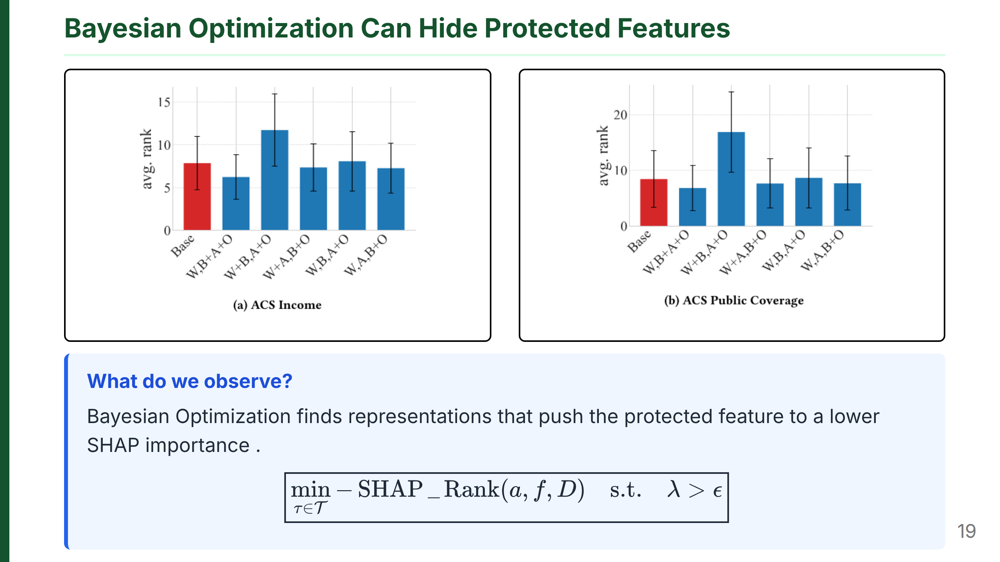 Bayesian Optimization Can Hide Protected Features
15
10
5
0
avg. rank
Base
W,B+A+O
W+B,A+O
W+A,B+O
W,B,A+O
W,A,B+O
(a) ACS Income
20
10
0
avg. rank
Base
W,B+A+O
W+B,A+O
W+A,B+O
W,B,A+O
W,A,B+O
(b) ACS Public Coverage
What do we observe?
Bayesian Optimization finds representations that push the protected feature to a lower
SHAP importance .
min − SHAP_Rank(a, f, D) s.t. λ > ϵ
τ∈𝒯
19